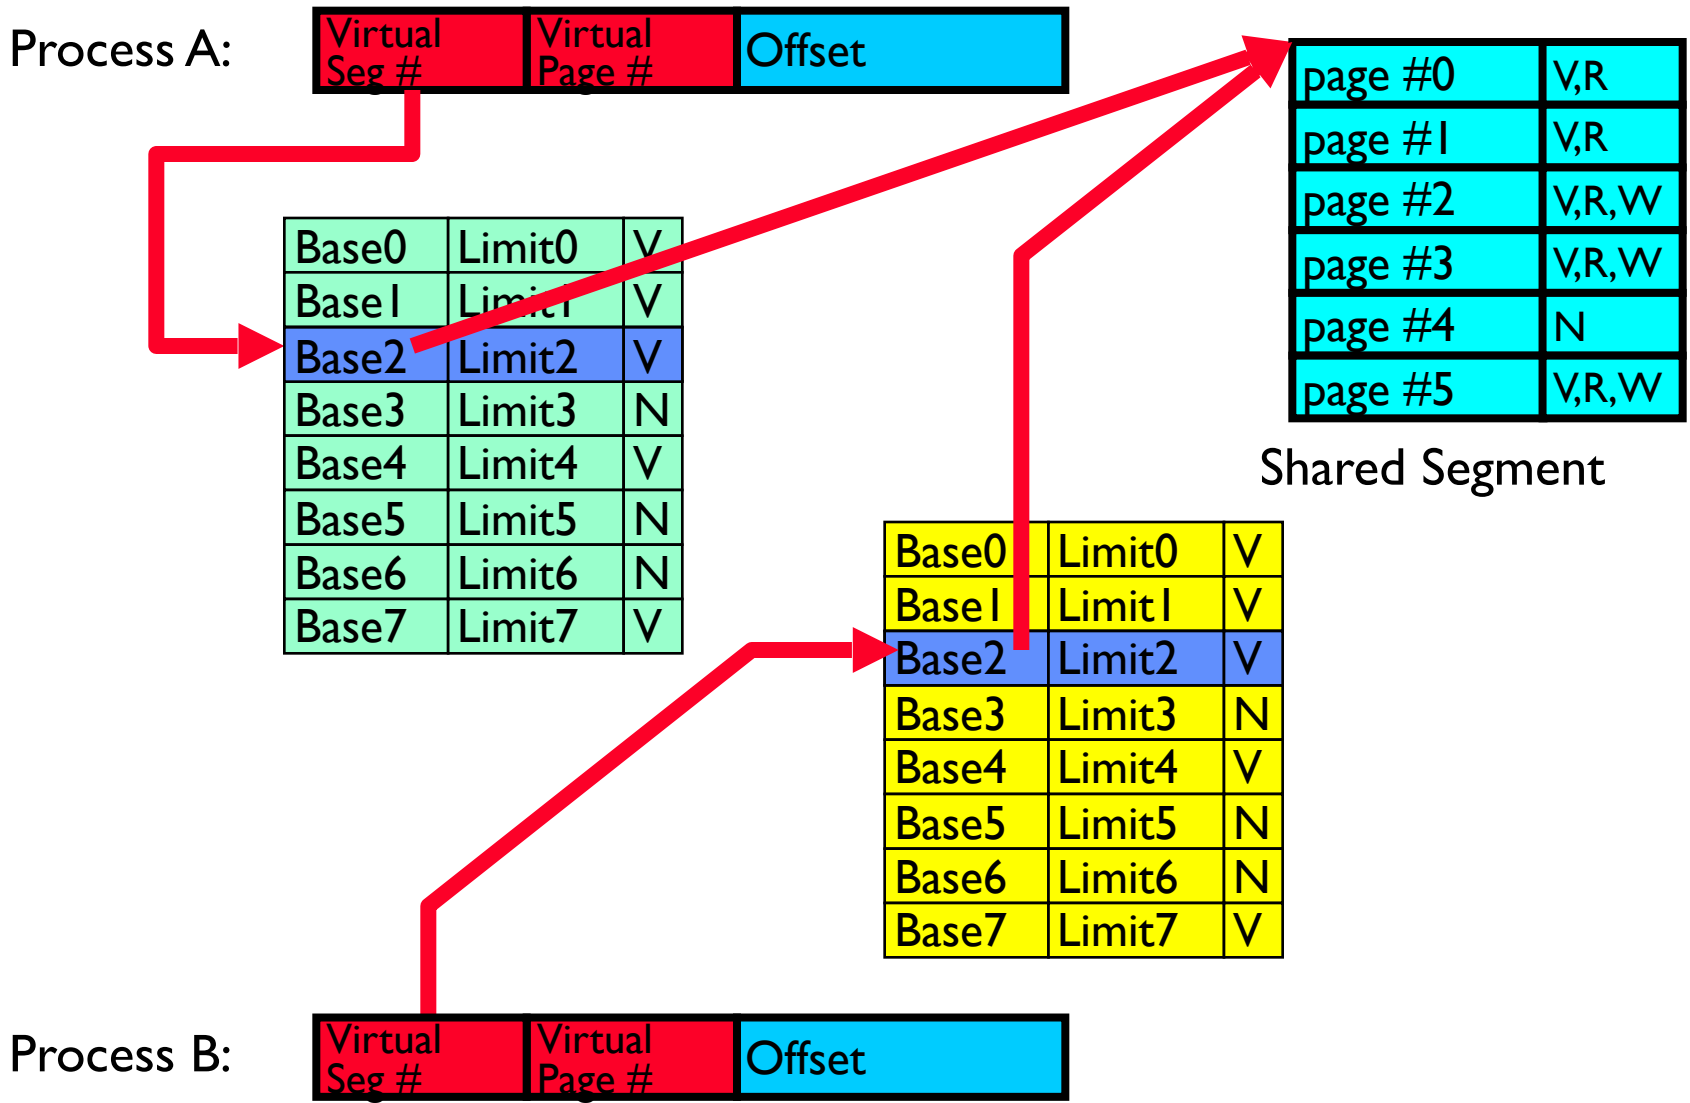 Process A:
Virtual
Seg #
Virtual
Page #
Offset
page #0 V,R
page #1 V,R
page #2 V,R,W
page #3 V,R,W
page #4 N
page #5 V,R,W
Shared Segment
Base0 Limit0 V
Base1 Limit1 V
Base2 Limit2 V
Base3 Limit3 N
Base4 Limit4 V
Base5 Limit5 N
Base6 Limit6 N
Base7 Limit7 V
Base0 Limit0 V
Base1 Limit1 V
Base2 Limit2 V
Base3 Limit3 N
Base4 Limit4 V
Base5 Limit5 N
Base6 Limit6 N
Base7 Limit7 V
Process B:
Virtual
Seg #
Virtual
Page #
Offset